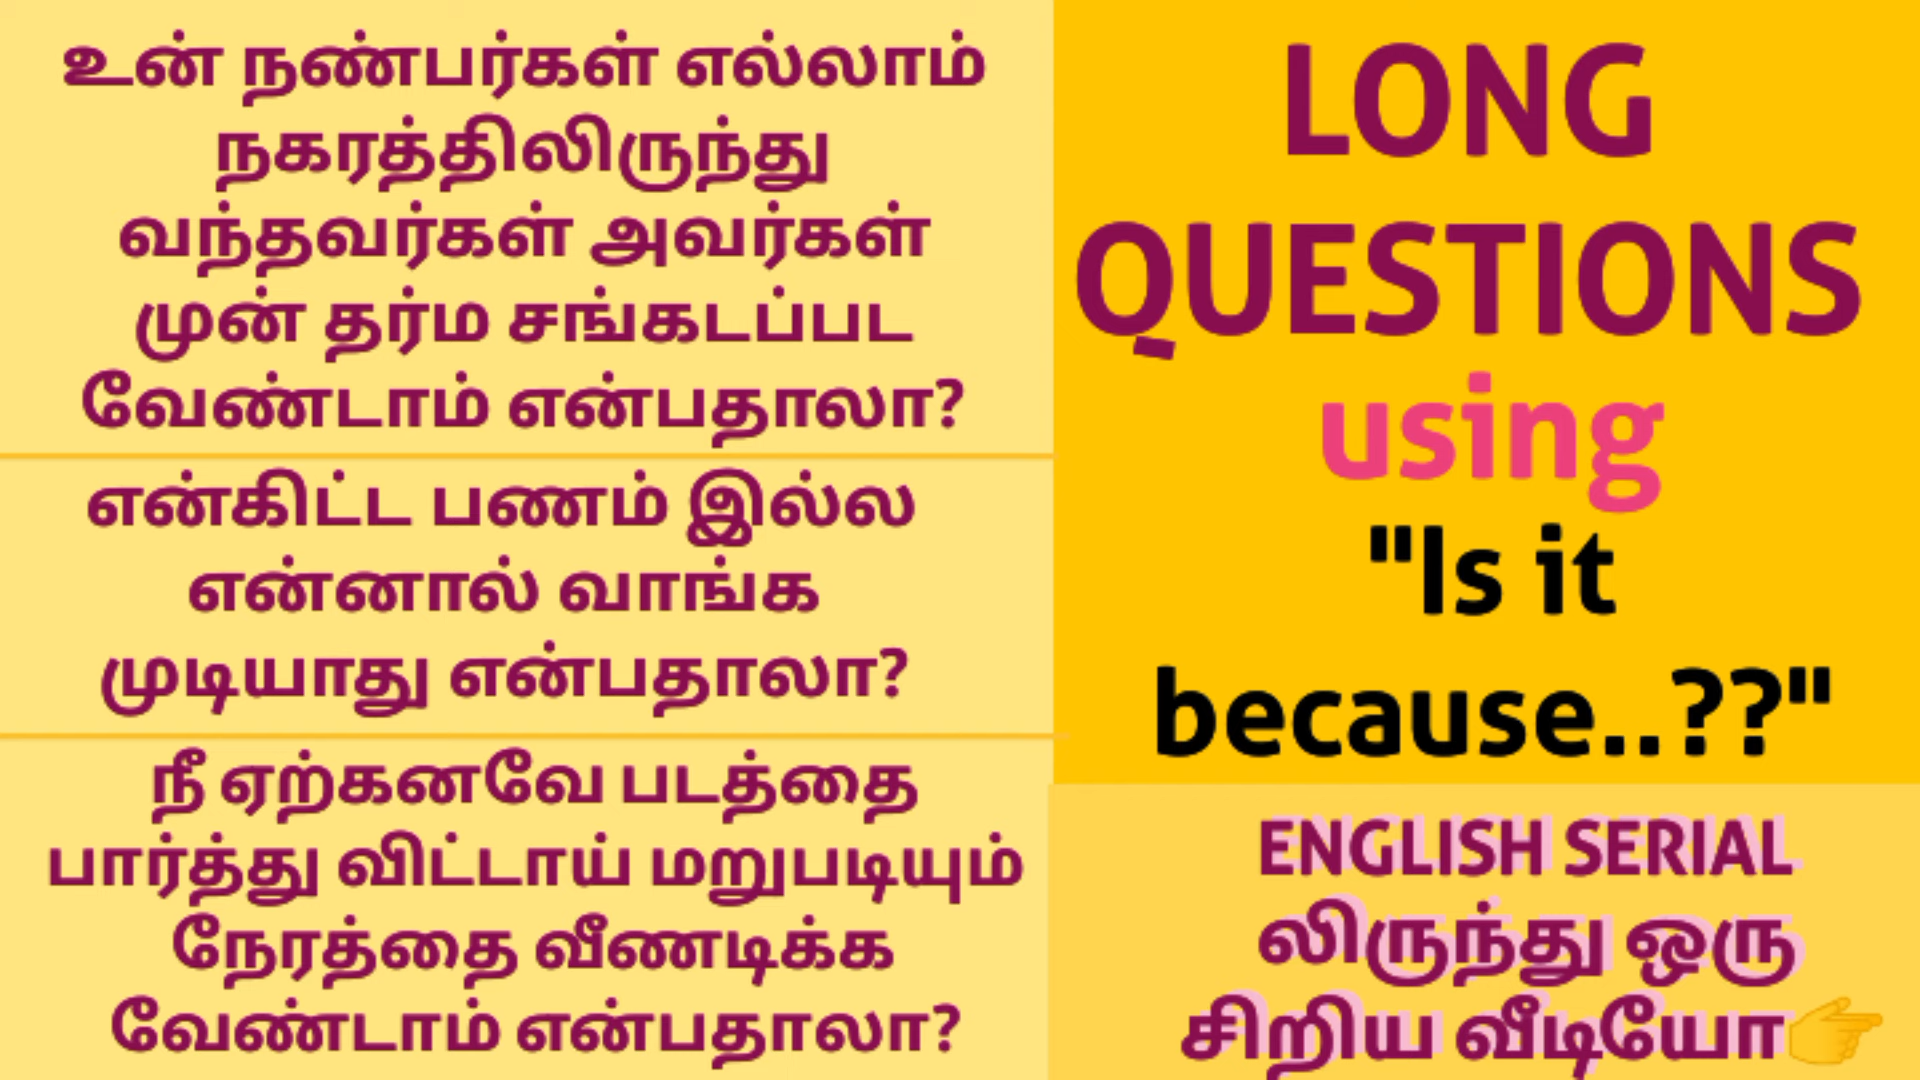 உன் நண்பர்கள் எல்லாம்
நகரத்திலிருந்து
வந்தவர்கள் அவர்கள்
முன் தர்ம சங்கடப்பட
வேண்டாம் என்பதாலா?
என்கிட்ட பணம் இல்ல
என்னால் வாங்க
முடியாது என்பதாலா?
நீ ஏற்கனவே படத்தை
பார்த்து விட்டாய் மறுபடியும்
நேரத்தை வீணடிக்க
வேண்டாம் என்பதாலா?
LONG
QUESTIONS
using
"Is it
because..??"
ENGLISH SERIAL
லிருந்து ஒரு
சிறிய வீடியோ